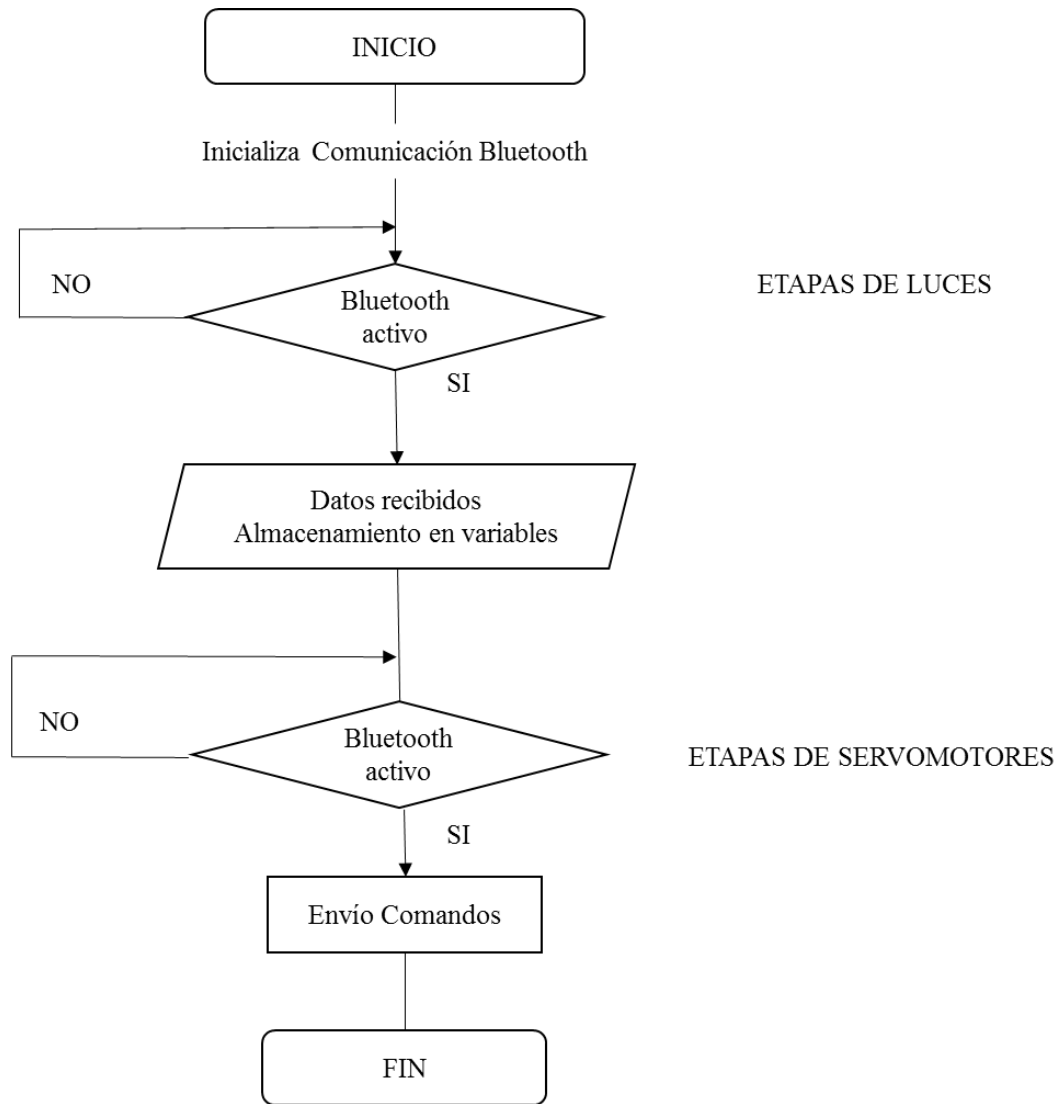 INICIO
Inicializa Comunicación Bluetooth
NO
Bluetooth
activo
ETAPAS DE LUCES
SI
Datos recibidos
Almacenamiento en variables
NO
Bluetooth
activo
ETAPAS DE SERVOMOTORES
SI
Envío Comandos
FIN